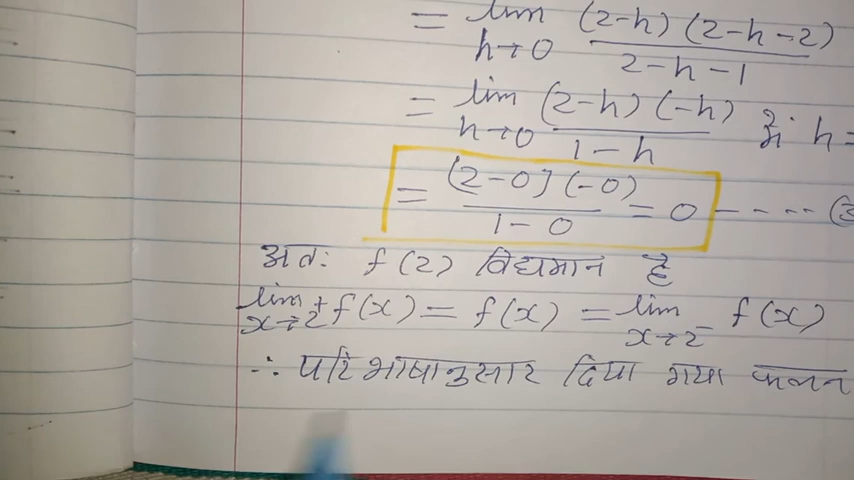 = lim h→0 (2-h)(2-h-2) / 2-h-1
= lim h→0 (2-h)(-h) / 1-h में h=
= (2-0)(-0) / 1-0 = 0 ---- (3
अतः f(2) विद्यमान है
lim x→2+ f(x) = f(x) = lim x→2- f(x)
∴ परिभाषानुसार दिया गया फलन